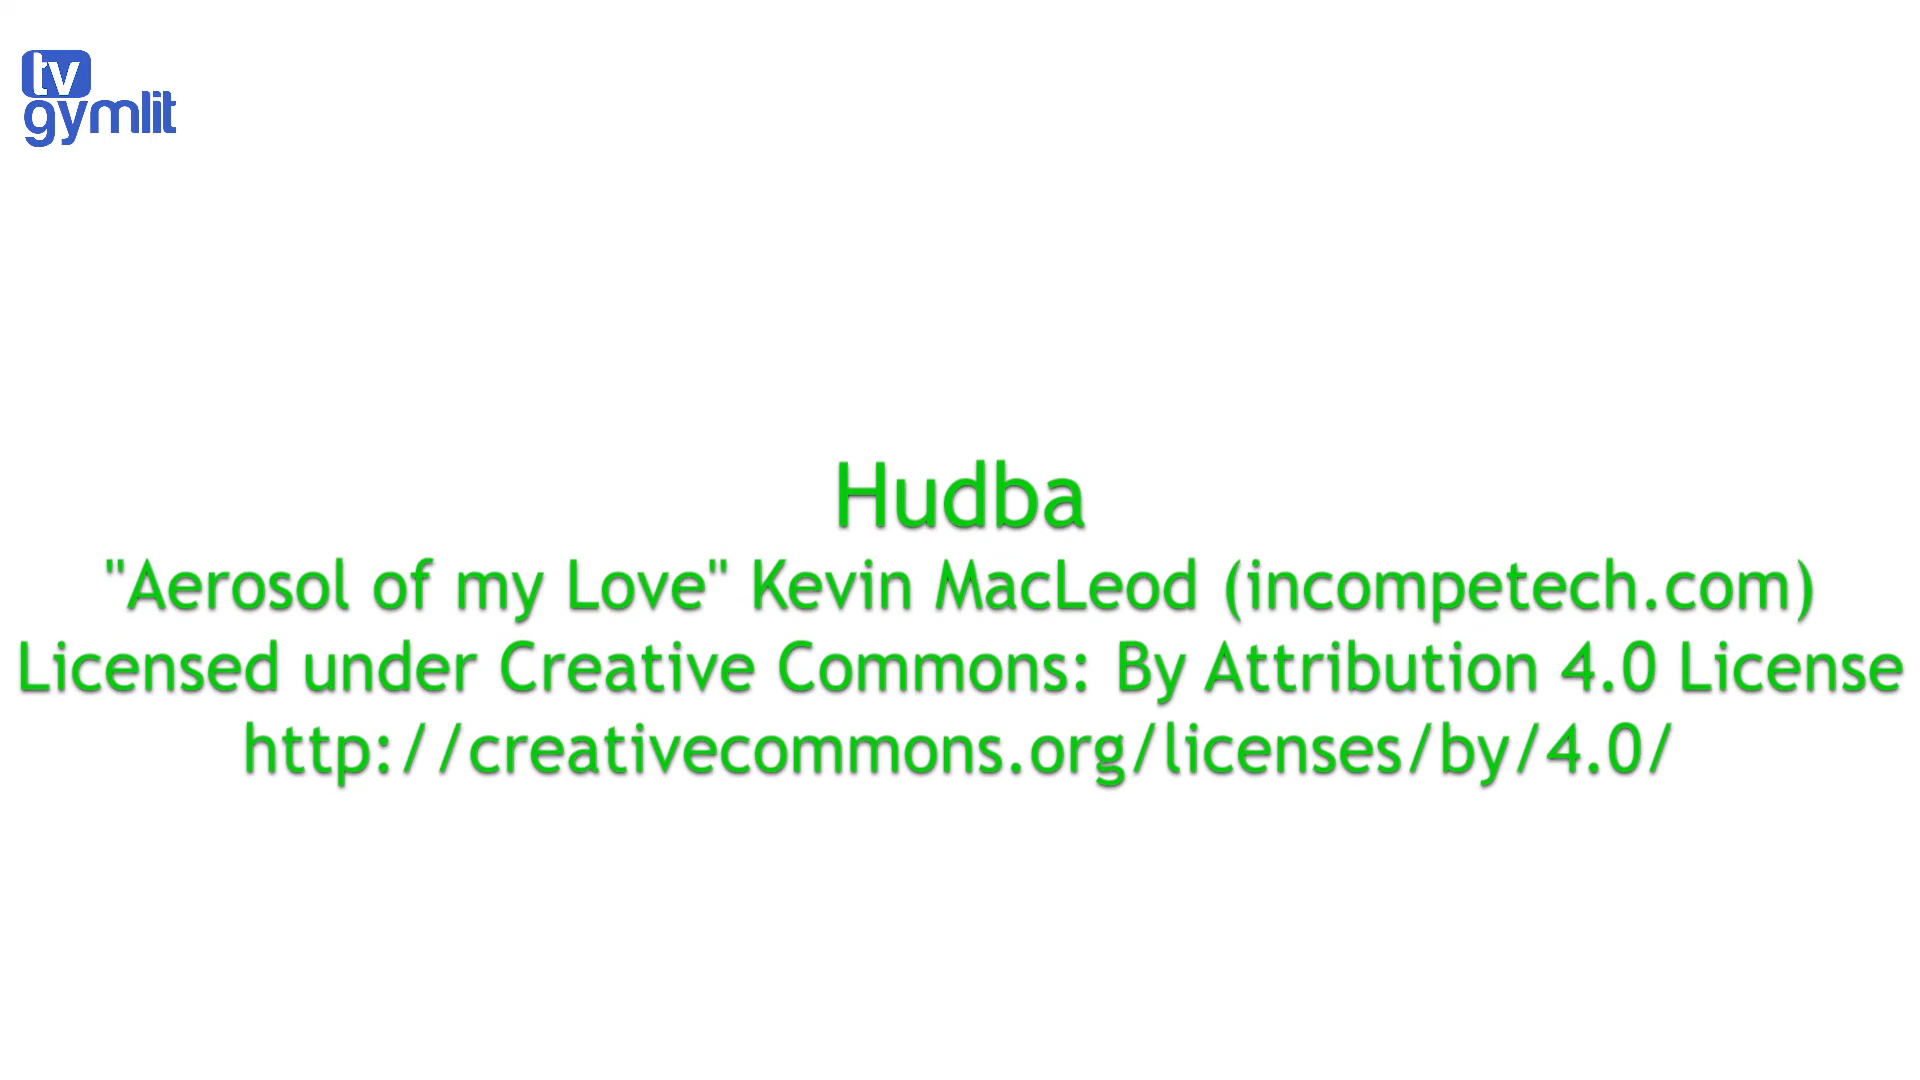 tv
gymlit
Hudba
"Aerosol of my Love" Kevin MacLeod (incompetech.com)
Licensed under Creative Commons: By Attribution 4.0 License
http://creativecommons.org/licenses/by/4.0/